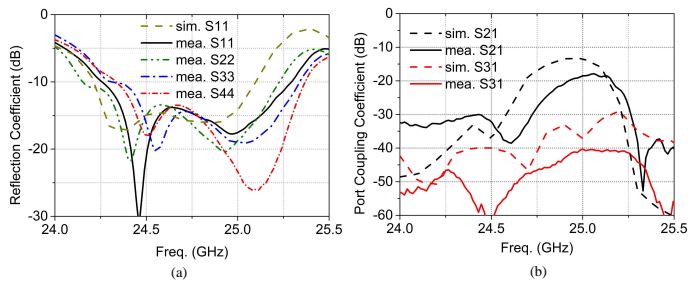 sim. S11
mea. S11
mea. S22
mea. S33
mea. S44
Reflection Coefficient (dB)
0
-10
-20
-30
24.0
24.5
25.0
25.5
Freq. (GHz)
(a)
sim. S21
mea. S21
sim. S31
mea. S31
Port Coupling Coefficient (dB)
0
-10
-20
-30
-40
-50
-60
24.0
24.5
25.0
25.5
Freq. (GHz)
(b)